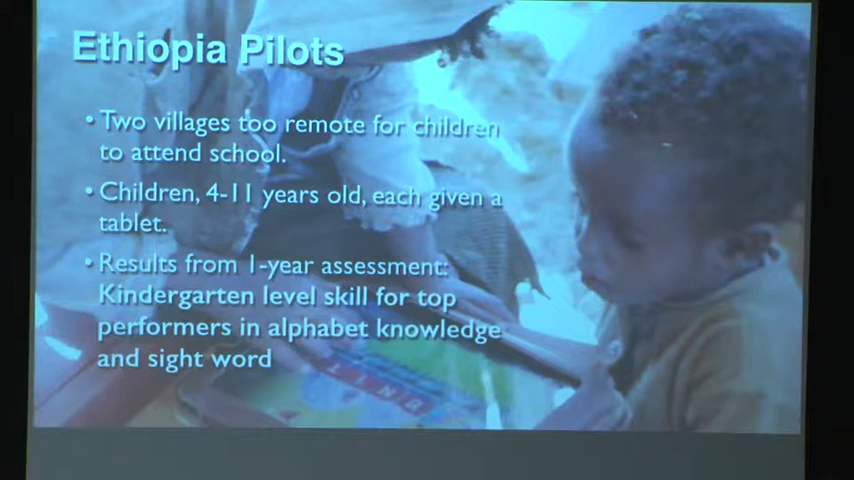 Ethiopia Pilots
• Two villages too remote for children
to attend school.
• Children, 4-11 years old, each given a
tablet.
• Results from 1-year assessment:
Kindergarten level skill for top
performers in alphabet knowledge
and sight word